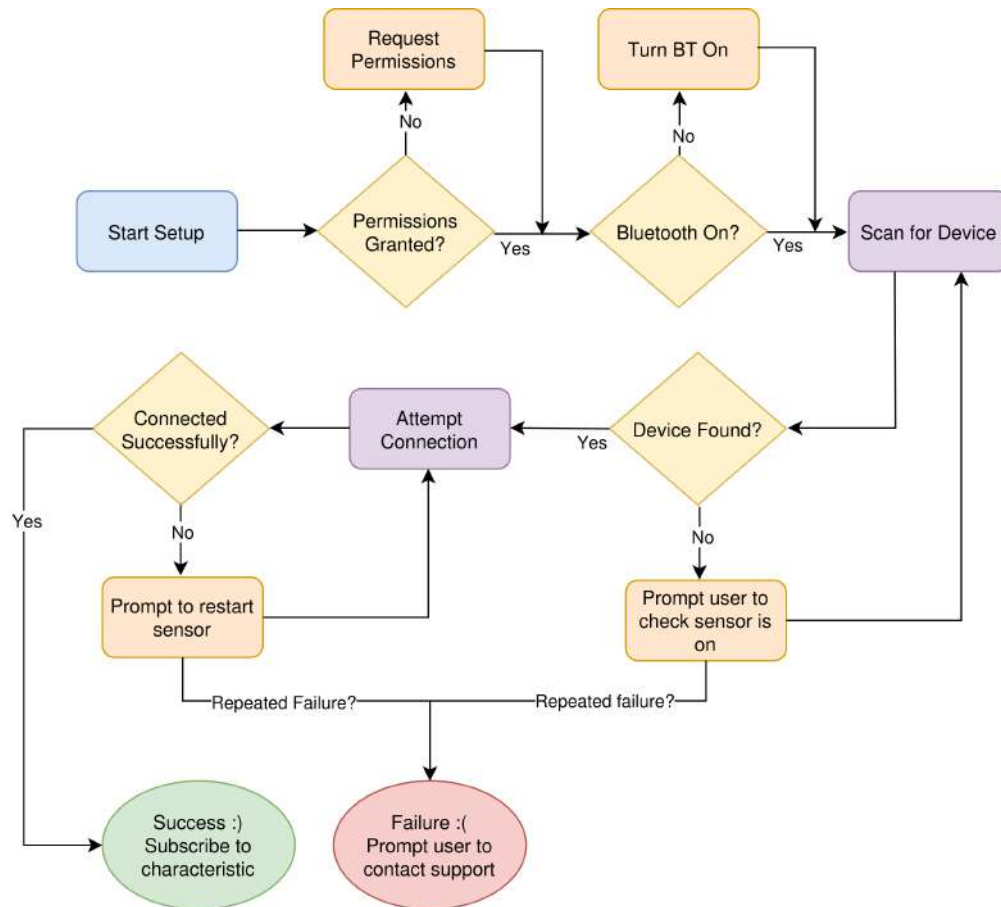 Request
Permissions
Turn BT On
No
No
Start Setup
Permissions
Granted?
Yes
Bluetooth On?
Yes
Scan for Device
Connected
Successfully?
Attempt
Connection
Yes
Device Found?
Yes
No
No
Prompt to restart
sensor
Prompt user to
check sensor is
on
Repeated Failure?
Repeated failure?
Success :)
Subscribe to
characteristic
Failure :(
Prompt user to
contact support